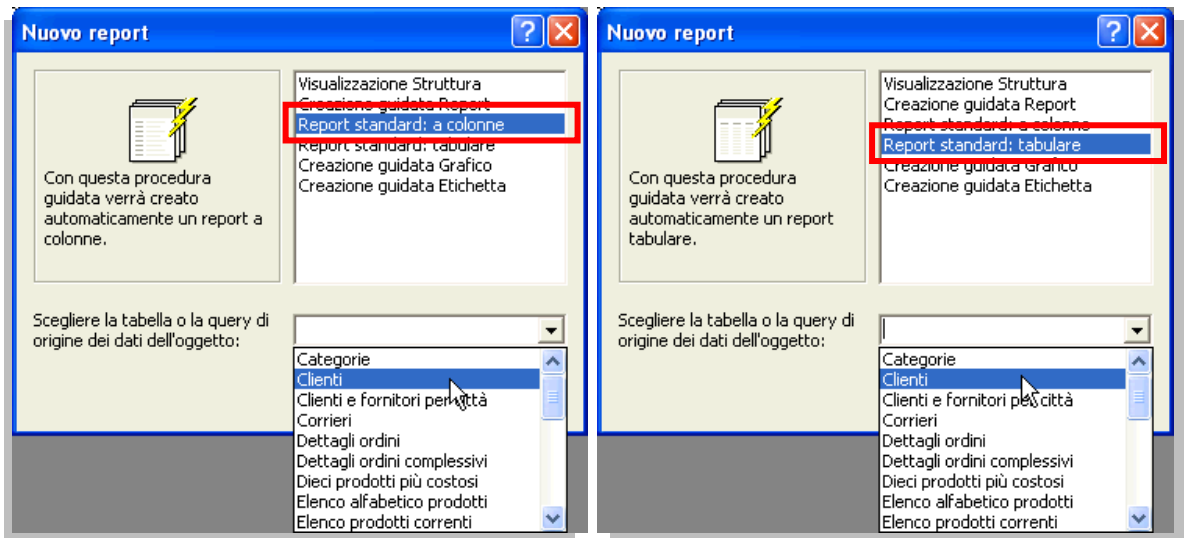 Nuovo report
Visualizzazione Struttura
Creazione guidata Report
Report standard: a colonne
Report standard: tabulare
Creazione guidata Grafico
Creazione guidata Etichetta
Con questa procedura
guidata verrà creato
automaticamente un report a
colonne.
Scegliere la tabella o la query di
origine dei dati dell'oggetto:
Categorie
Clienti
Clienti e fornitori per città
Corrieri
Dettagli ordini
Dettagli ordini complessivi
Dieci prodotti più costosi
Elenco alfabetico prodotti
Elenco prodotti correnti
Nuovo report
Visualizzazione Struttura
Creazione guidata Report
Report standard: a colonne
Report standard: tabulare
Creazione guidata Grafico
Creazione guidata Etichetta
Con questa procedura
guidata verrà creato
automaticamente un report
tabulare.
Scegliere la tabella o la query di
origine dei dati dell'oggetto:
Categorie
Clienti
Clienti e fornitori per città
Corrieri
Dettagli ordini
Dettagli ordini complessivi
Dieci prodotti più costosi
Elenco alfabetico prodotti
Elenco prodotti correnti